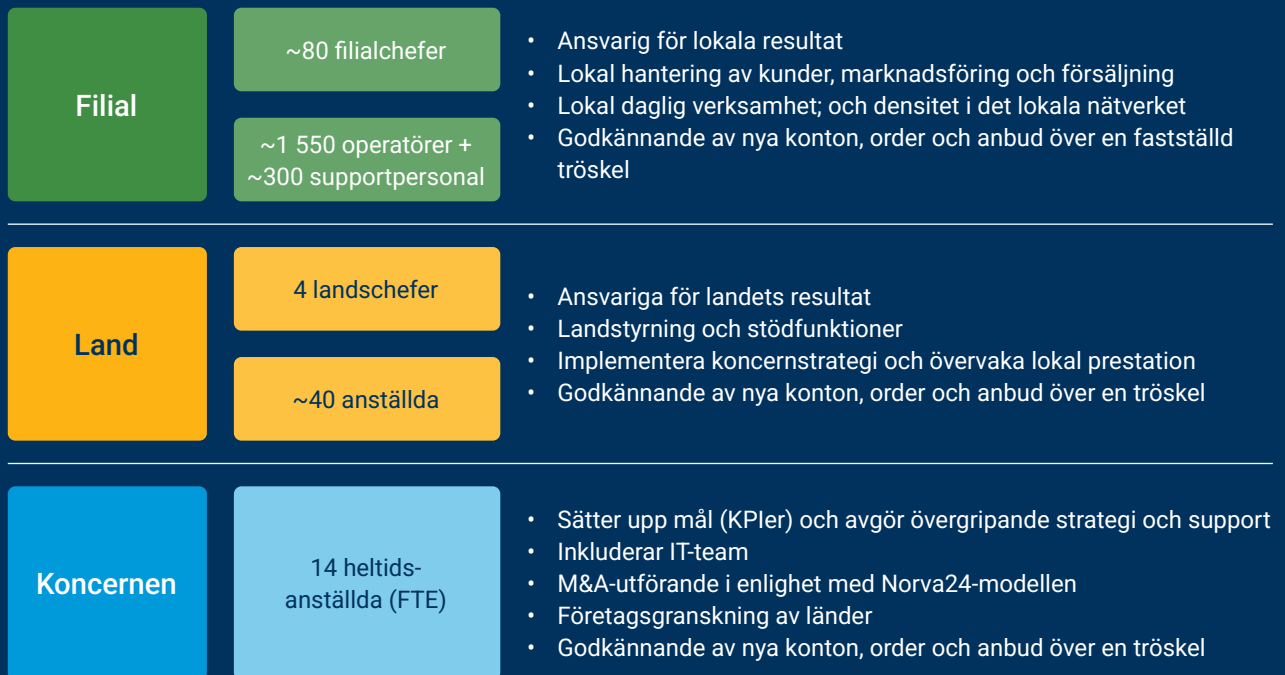 Filial
~80 filialchefer
~1 550 operatörer +
~300 supportpersonal
• Ansvarig för lokala resultat
• Lokal hantering av kunder, marknadsföring och försäljning
• Lokal daglig verksamhet; och densitet i det lokala nätverket
• Godkännande av nya konton, order och anbud över en fastställd
tröskel
Land
4 landschefer
~40 anställda
• Ansvariga för landets resultat
• Landstyrning och stödfunktioner
• Implementera koncernstrategi och övervaka lokal prestation
• Godkännande av nya konton, order och anbud över en tröskel
Koncernen
14 heltids-
anställda (FTE)
• Sätter upp mål (KPIer) och avgör övergripande strategi och support
• Inkluderar IT-team
• M&A-utförande i enlighet med Norva24-modellen
• Företagsgranskning av länder
• Godkännande av nya konton, order och anbud över en tröskel